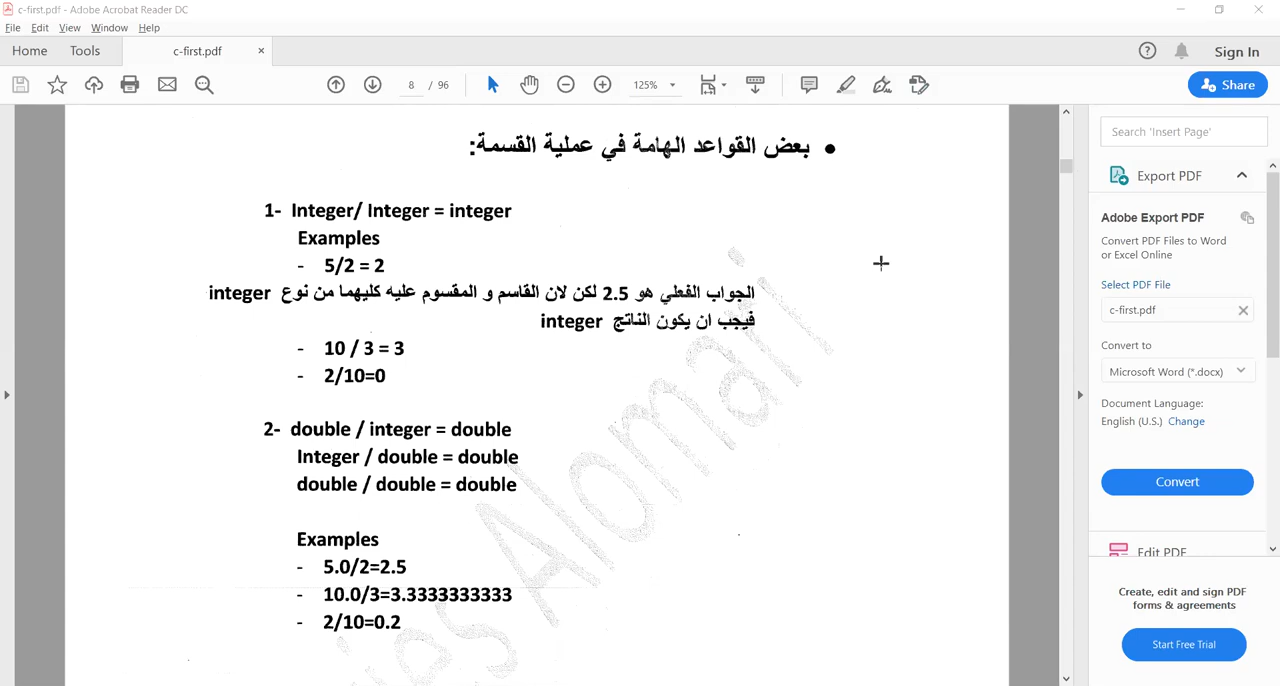 c-first.pdf - Adobe Acrobat Reader DC
File Edit View Window Help
Home Tools c-first.pdf × Sign In
8 / 96 125% Share
بعض القواعد الهامة في عملية القسمة:
1- Integer/ Integer = integer
Examples
- 5/2 = 2
الجواب الفعلي هو 2.5 لكن لان القاسم و المقسوم عليه كليهما من نوع integer
فيجب ان يكون الناتج integer
- 10 / 3 = 3
- 2/10=0
2- double / integer = double
Integer / double = double
double / double = double
Examples
- 5.0/2=2.5
- 10.0/3=3.3333333333
- 2/10=0.2
Alomari
Search 'Insert Page'
Export PDF
Adobe Export PDF
Convert PDF Files to Word
or Excel Online
Select PDF File
c-first.pdf
Convert to
Microsoft Word (*.docx)
Document Language:
English (U.S.) Change
Convert
Edit PDF
Create, edit and sign PDF
forms & agreements
Start Free Trial